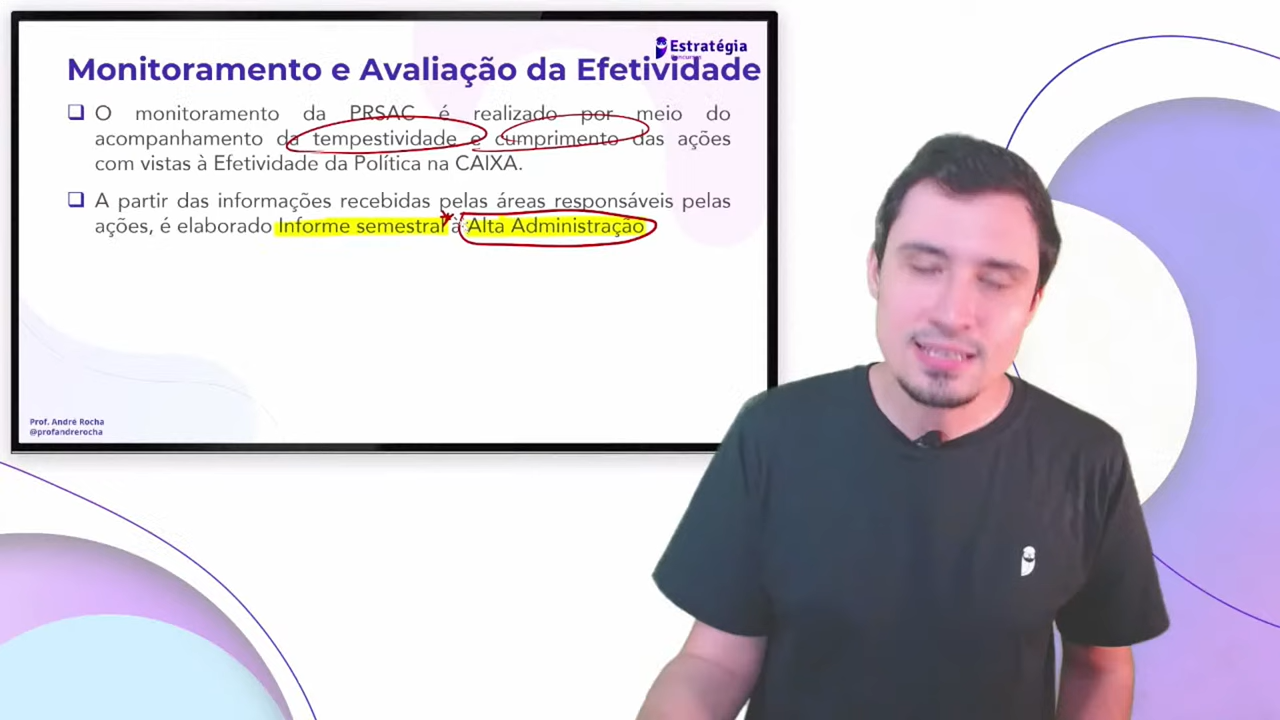 Estratégia
Concursos
Monitoramento e Avaliação da Efetividade
❑ O monitoramento da PRSAC é realizado por meio do
acompanhamento da tempestividade e cumprimento das ações
com vistas à Efetividade da Política na CAIXA.
❑ A partir das informações recebidas pelas áreas responsáveis pelas
ações, é elaborado Informe semestral à Alta Administração
Prof. André Rocha
@profandrerocha